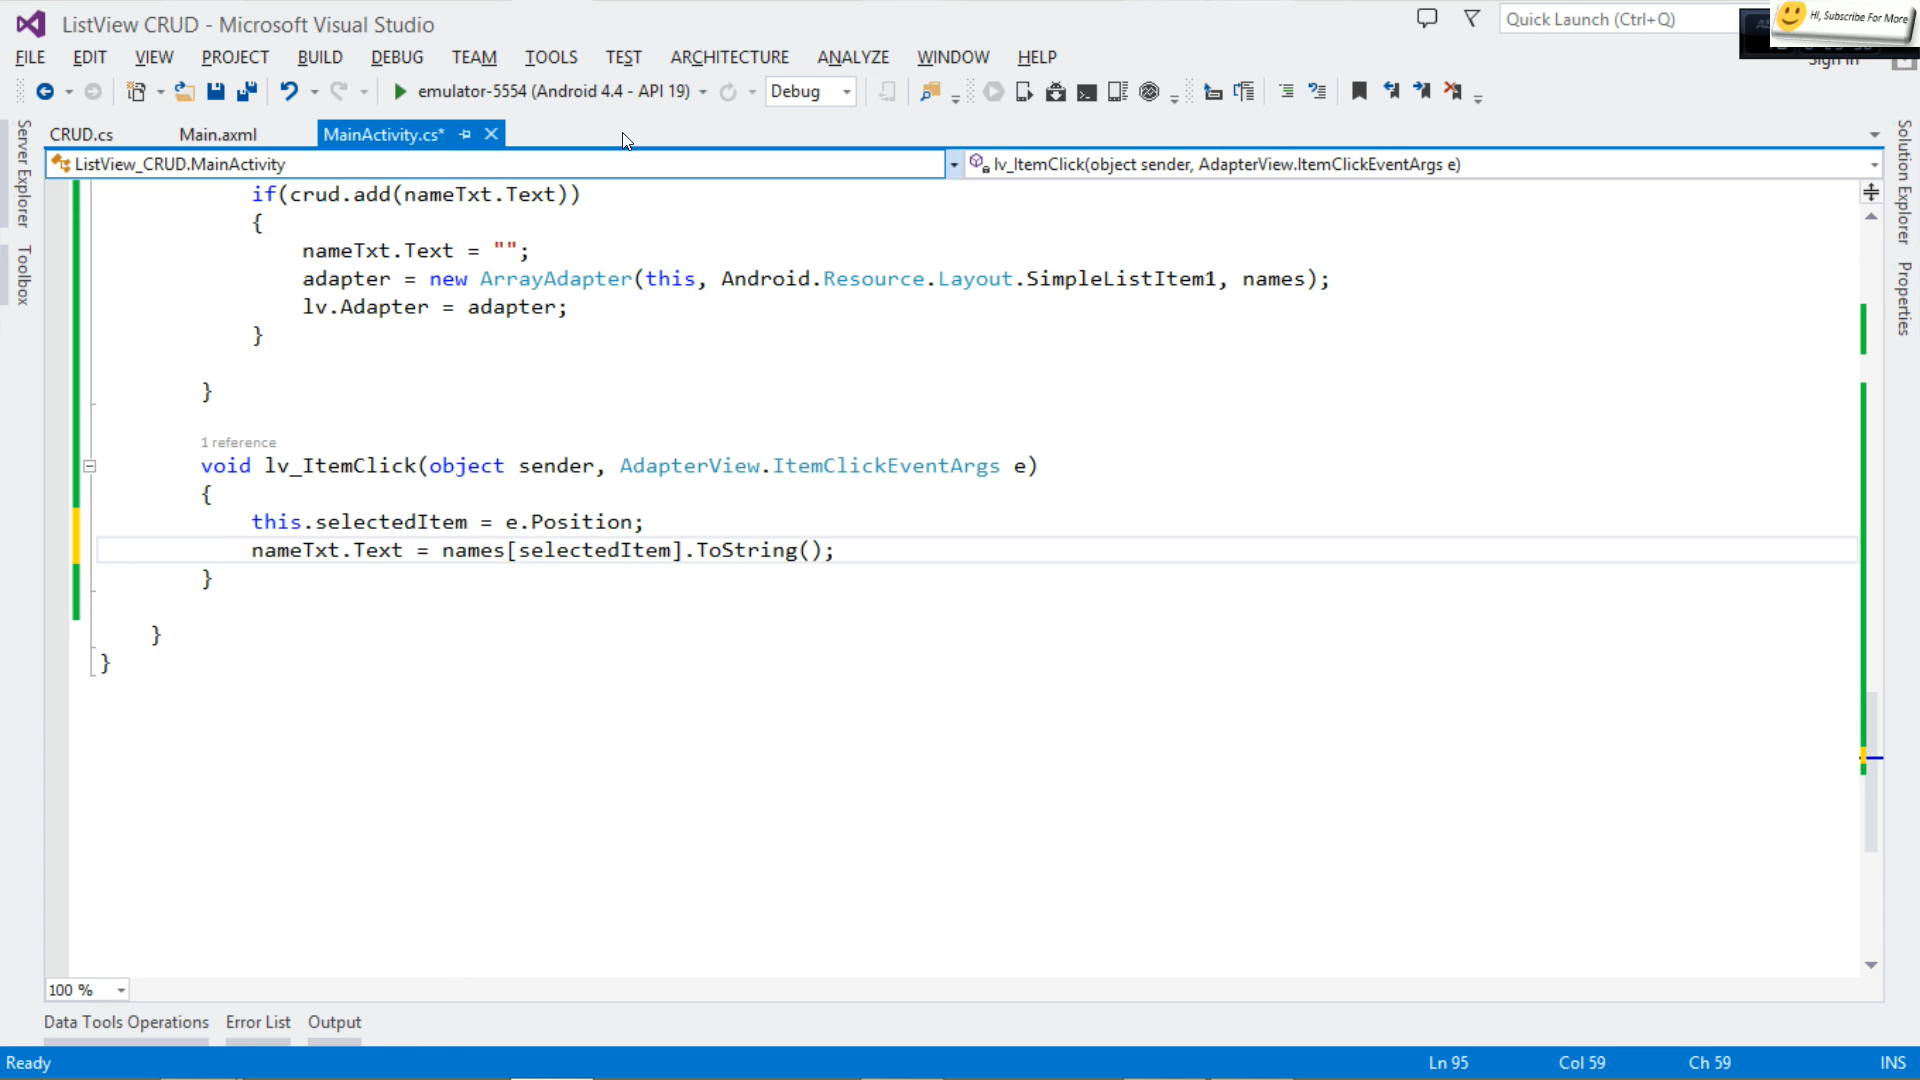 ListView CRUD - Microsoft Visual Studio
Quick Launch (Ctrl+Q)
HI, Subscribe For More
FILE EDIT VIEW PROJECT BUILD DEBUG TEAM TOOLS TEST ARCHITECTURE ANALYZE WINDOW HELP
Sign in
emulator-5554 (Android 4.4 - API 19)
Debug
CRUD.cs Main.axml MainActivity.cs*
ListView_CRUD.MainActivity
lv_ItemClick(object sender, AdapterView.ItemClickEventArgs e)
Server Explorer
Toolbox
Solution Explorer
Properties
if(crud.add(nameTxt.Text))
{
nameTxt.Text = "";
adapter = new ArrayAdapter(this, Android.Resource.Layout.SimpleListItem1, names);
lv.Adapter = adapter;
}
}
1 reference
void lv_ItemClick(object sender, AdapterView.ItemClickEventArgs e)
{
this.selectedItem = e.Position;
nameTxt.Text = names[selectedItem].ToString();
}
}
}
100 %
Data Tools Operations Error List Output
Ready
Ln 95 Col 59 Ch 59 INS